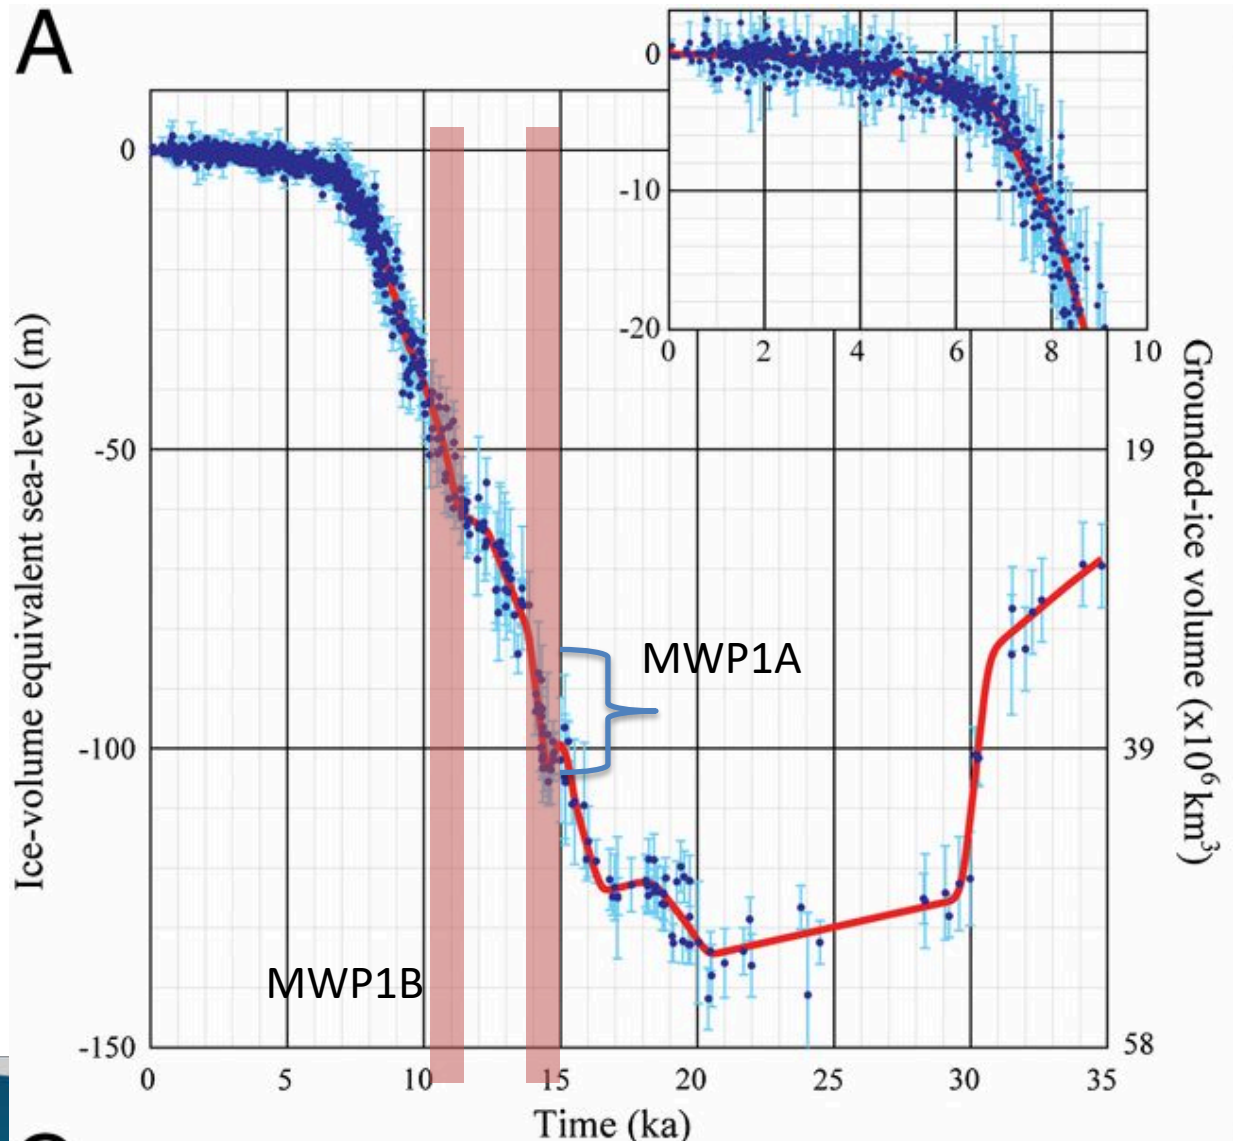 A
0
-10
-20
0 2 4 6 8 10
Ice-volume equivalent sea-level (m)
0
-50
-100
-150
Grounded-ice volume (x10⁶ km³)
19
39
58
MWP1A
MWP1B
0 5 10 15 20 25 30 35
Time (ka)